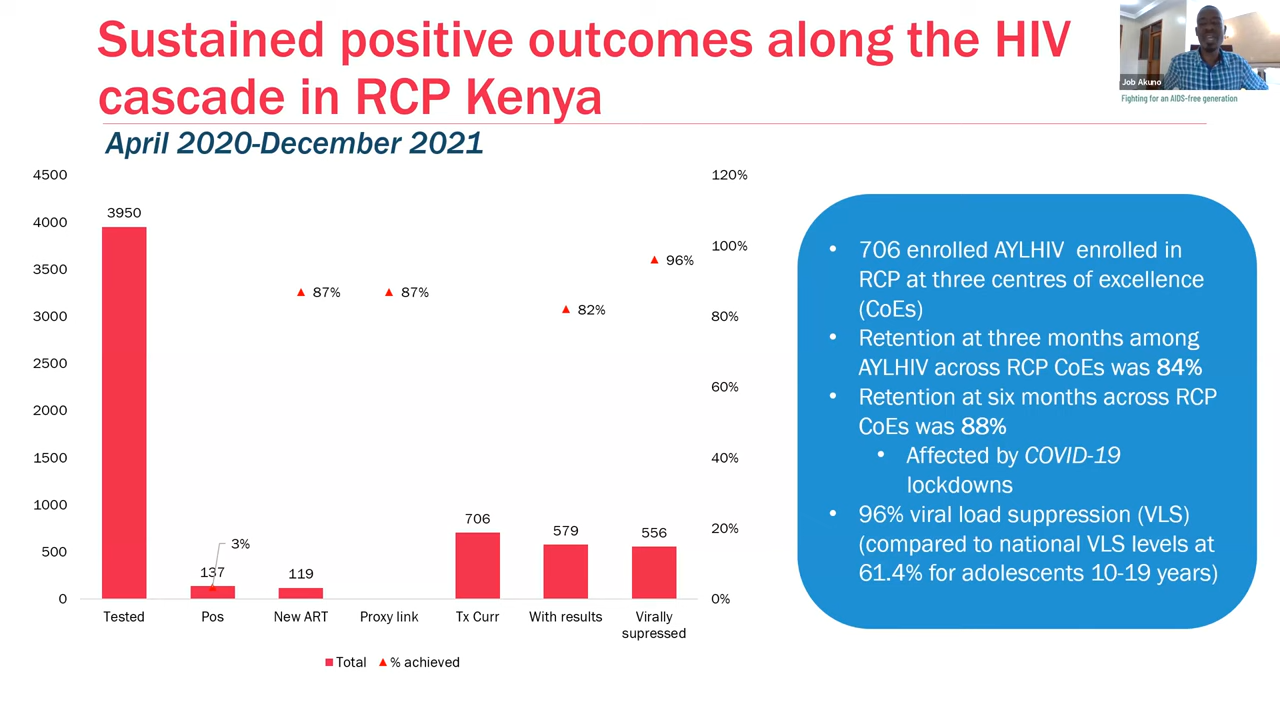 Sustained positive outcomes along the HIV
cascade in RCP Kenya
Job Akuno
Fighting for an AIDS-free generation
April 2020-December 2021
4500
4000
3500
3000
2500
2000
1500
1000
500
0
120%
100%
80%
60%
40%
20%
0%
3950
137
3%
119
87%
87%
706
579
82%
556
96%
Tested
Pos
New ART
Proxy link
Tx Curr
With results
Virally
supressed
Total
% achieved
• 706 enrolled AYLHIV enrolled in
RCP at three centres of excellence
(CoEs)
• Retention at three months among
AYLHIV across RCP CoEs was 84%
• Retention at six months across RCP
CoEs was 88%
• Affected by COVID-19
lockdowns
• 96% viral load suppression (VLS)
(compared to national VLS levels at
61.4% for adolescents 10-19 years)